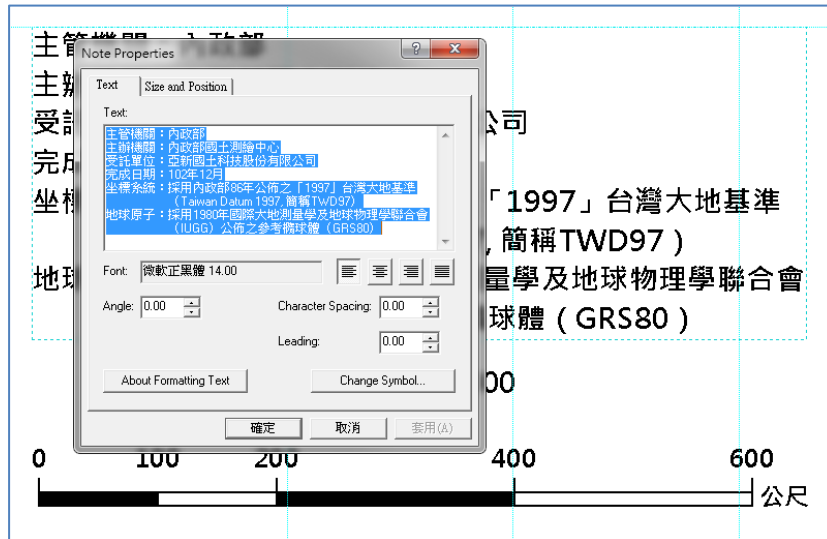 主管機關：內政部
Note Properties
Text
Size and Position
Text:
主管機關：內政部
主辦機關：內政部國土測繪中心
受託單位：亞新國土科技股份有限公司
完成日期：102年12月
坐標系統：採用內政部86年公佈之「1997」台灣大地基準
（Taiwan Datum 1997,簡稱TWD97）
地球原子：採用1980年國際大地測量學及地球物理學聯合會
（IUGG）公佈之參考橢球體（GRS80）
Font: 微軟正黑體 14.00
Angle: 0.00
Character Spacing: 0.00
Leading: 0.00
About Formatting Text
Change Symbol...
確定
取消
套用(A)
主辦
受託
公司
完成
坐標
「1997」台灣大地基準
,簡稱TWD97）
地球
量學及地球物理學聯合會
球體（GRS80）
00
0 100 200 400 600
公尺